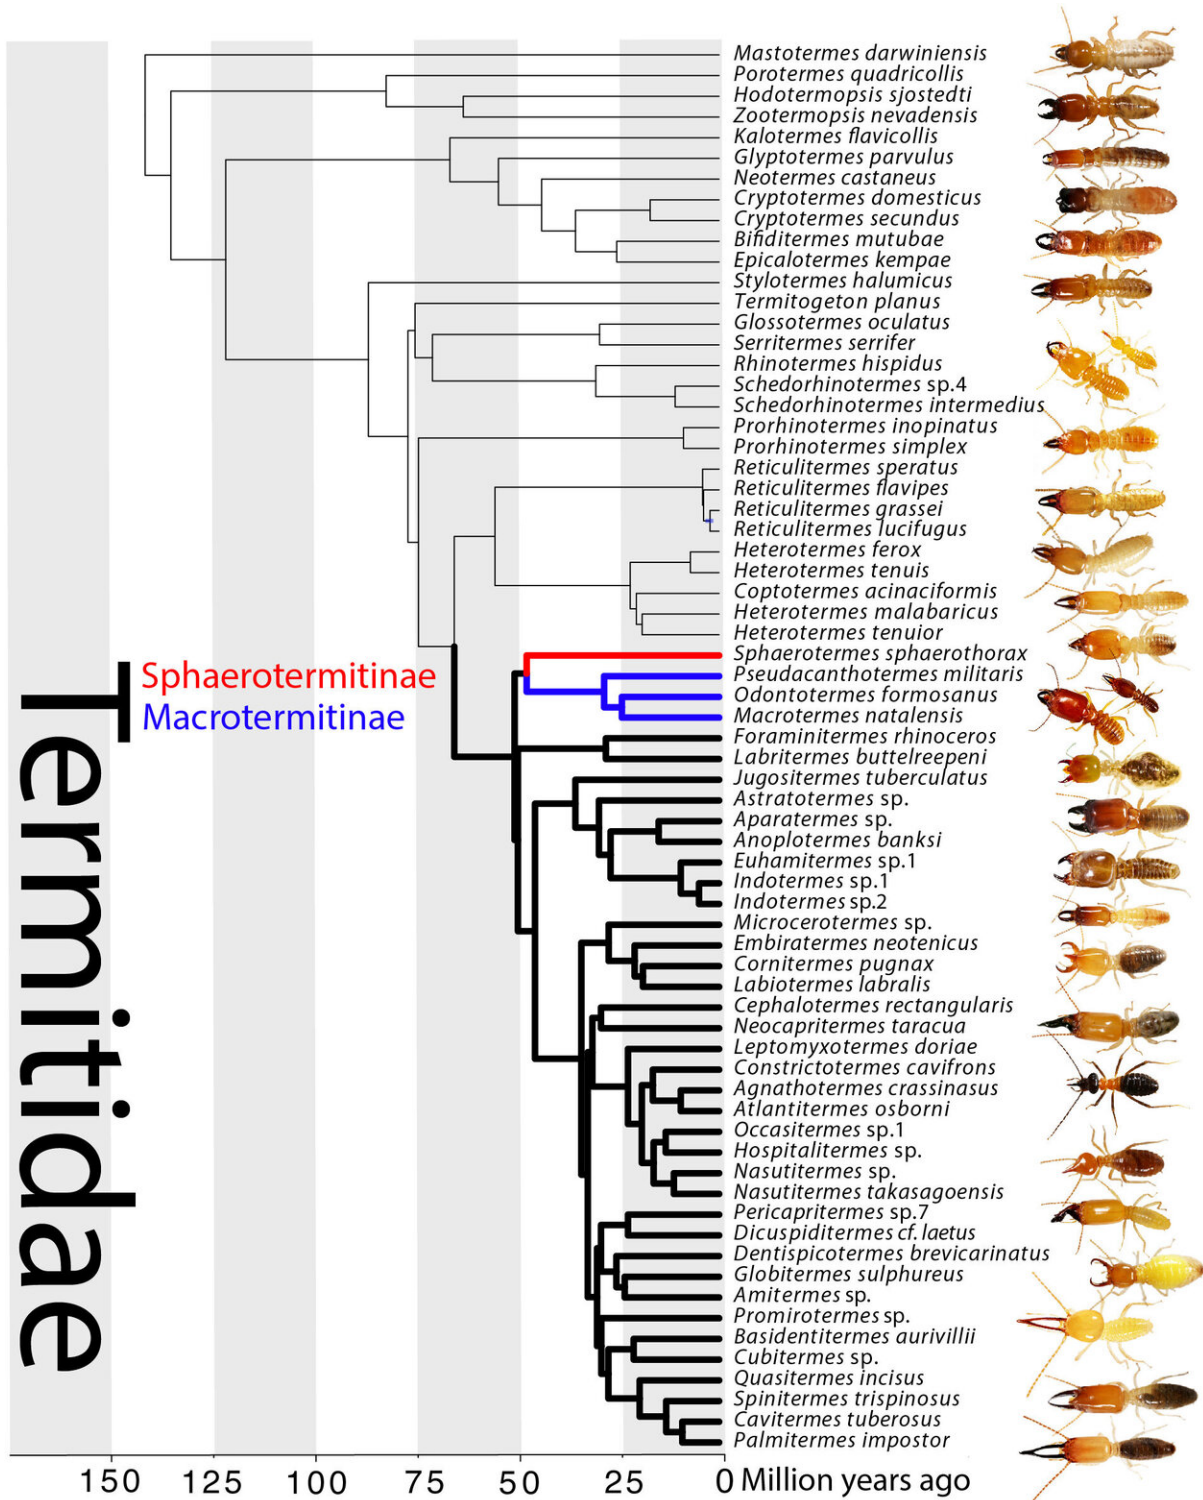 Mastotermes darwiniensis
Porotermes quadricollis
Hodotermopsis sjostedti
Zootermopsis nevadensis
Kalotermes flavicollis
Glyptotermes parvulus
Neotermes castaneus
Cryptotermes domesticus
Cryptotermes secundus
Bifiditermes mutubae
Epicalotermes kempae
Stylotermes halumicus
Termitogeton planus
Glossotermes oculatus
Serritermes serrifer
Rhinotermes hispidus
Schedorhinotermes sp.4
Schedorhinotermes intermedius
Prorhinotermes inopinatus
Prorhinotermes simplex
Reticulitermes speratus
Reticulitermes flavipes
Reticulitermes grassei
Reticulitermes lucifugus
Heterotermes ferox
Heterotermes tenuis
Coptotermes acinaciformis
Heterotermes malabaricus
Heterotermes tenuior
Sphaerotermes sphaerothorax
Pseudacanthotermes militaris
Odontotermes formosanus
Macrotermes natalensis
Foraminitermes rhinoceros
Labritermes buttelreepeni
Jugositermes tuberculatus
Astratotermes sp.
Aparatermes sp.
Anoplotermes banksi
Euhamitermes sp.1
Indotermes sp.1
Indotermes sp.2
Microcerotermes sp.
Embiratermes neotenicus
Cornitermes pugnax
Labiotermes labralis
Cephalotermes rectangularis
Neocapritermes taracua
Leptomyxotermes doriae
Constrictotermes cavifrons
Agnathotermes crassinasus
Atlantitermes osborni
Occasitermes sp.1
Hospitalitermes sp.
Nasutitermes sp.
Nasutitermes takasagoensis
Pericapritermes sp.7
Dicuspiditermes cf. laetus
Dentispicotermes brevicarinatus
Globitermes sulphureus
Amitermes sp.
Promirotermes sp.
Basidentitermes aurivillii
Cubitermes sp.
Quasitermes incisus
Spinitermes trispinosus
Cavitermes tuberosus
Palmitermes impostor
Sphaerotermitinae
Macrotermitinae
Termitidae
150 125 100 75 50 25 0 Million years ago